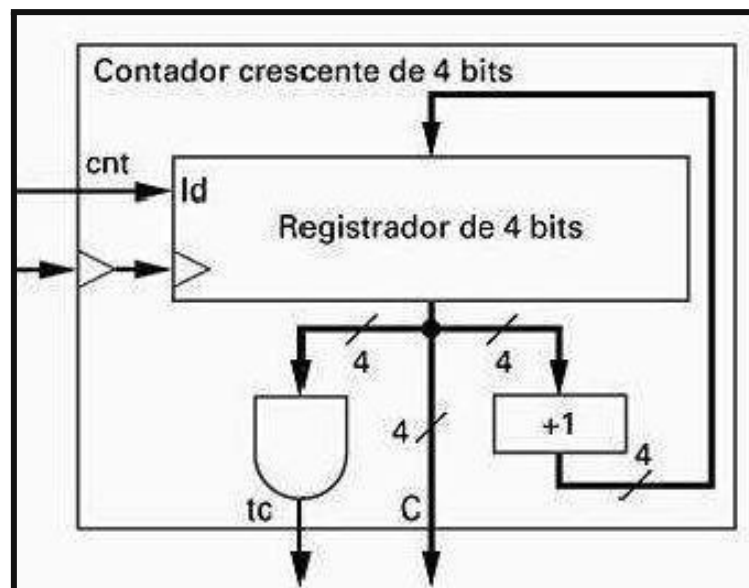 Contador crescente de 4 bits
cnt
ld
Registrador de 4 bits
4
4
4
+1
4
tc
C